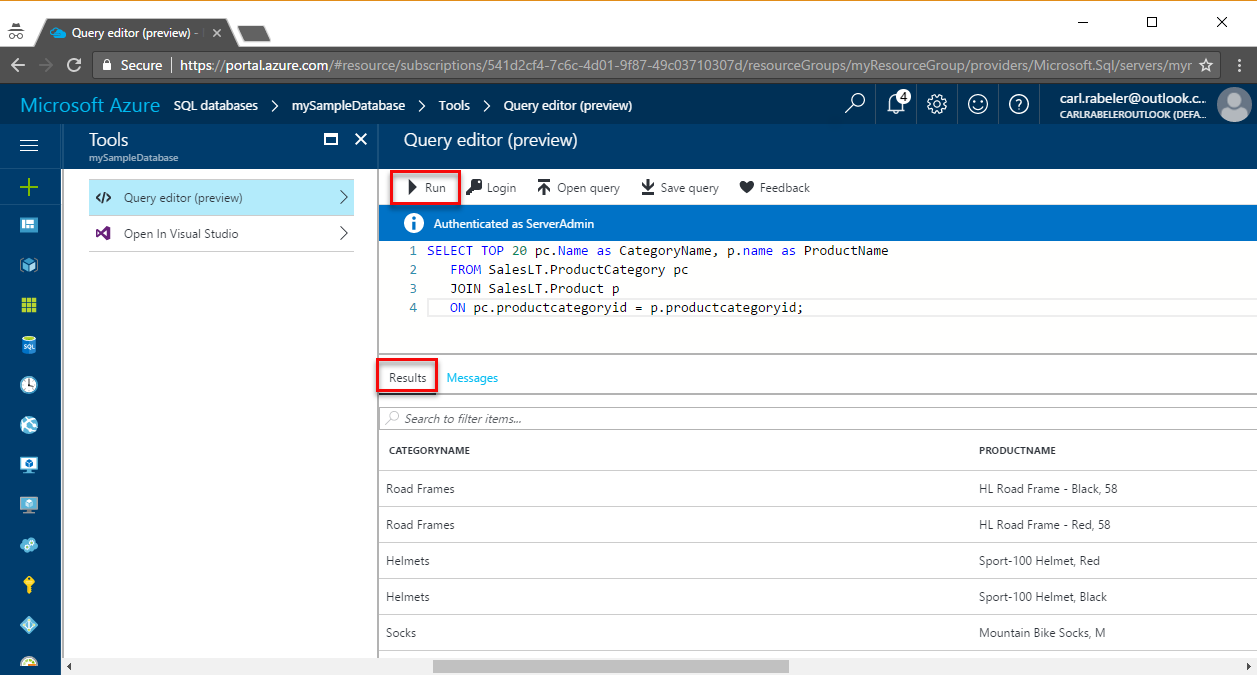 Query editor (preview) -
Secure https://portal.azure.com/#resource/subscriptions/541d2cf4-7c6c-4d01-9f87-49c03710307d/resourceGroups/myResourceGroup/providers/Microsoft.Sql/servers/myr
Microsoft Azure SQL databases > mySampleDatabase > Tools > Query editor (preview)
4
carl.rabeler@outlook.c...
CARLRABELEROUTLOOK (DEFA...
Tools
mySampleDatabase
Query editor (preview)
Open In Visual Studio
SQL
Query editor (preview)
Run Login Open query Save query Feedback
Authenticated as ServerAdmin
1 SELECT TOP 20 pc.Name as CategoryName, p.name as ProductName
2 FROM SalesLT.ProductCategory pc
3 JOIN SalesLT.Product p
4 ON pc.productcategoryid = p.productcategoryid;
Results Messages
Search to filter items...
CATEGORYNAME PRODUCTNAME
Road Frames HL Road Frame - Black, 58
Road Frames HL Road Frame - Red, 58
Helmets Sport-100 Helmet, Red
Helmets Sport-100 Helmet, Black
Socks Mountain Bike Socks, M